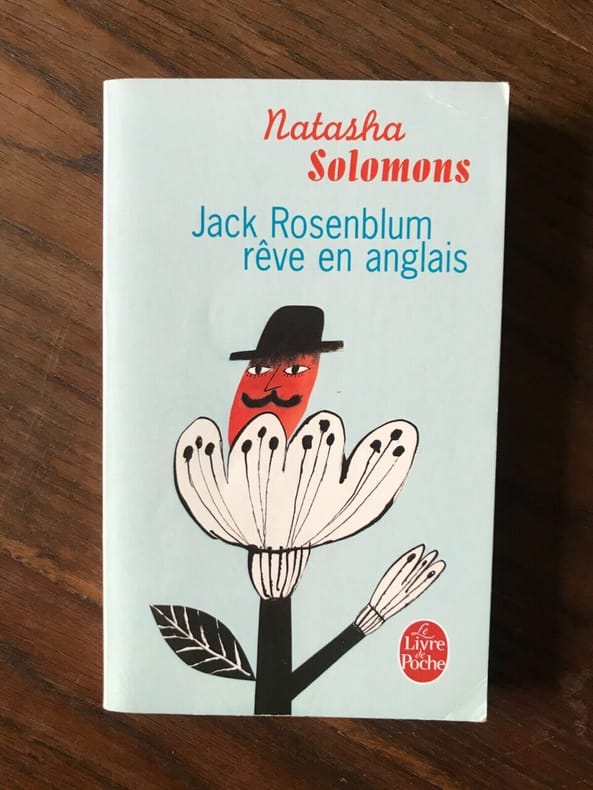 Natasha
Solomons
Jack Rosenblum
rêve en anglais
Le
Livre
de
Poche